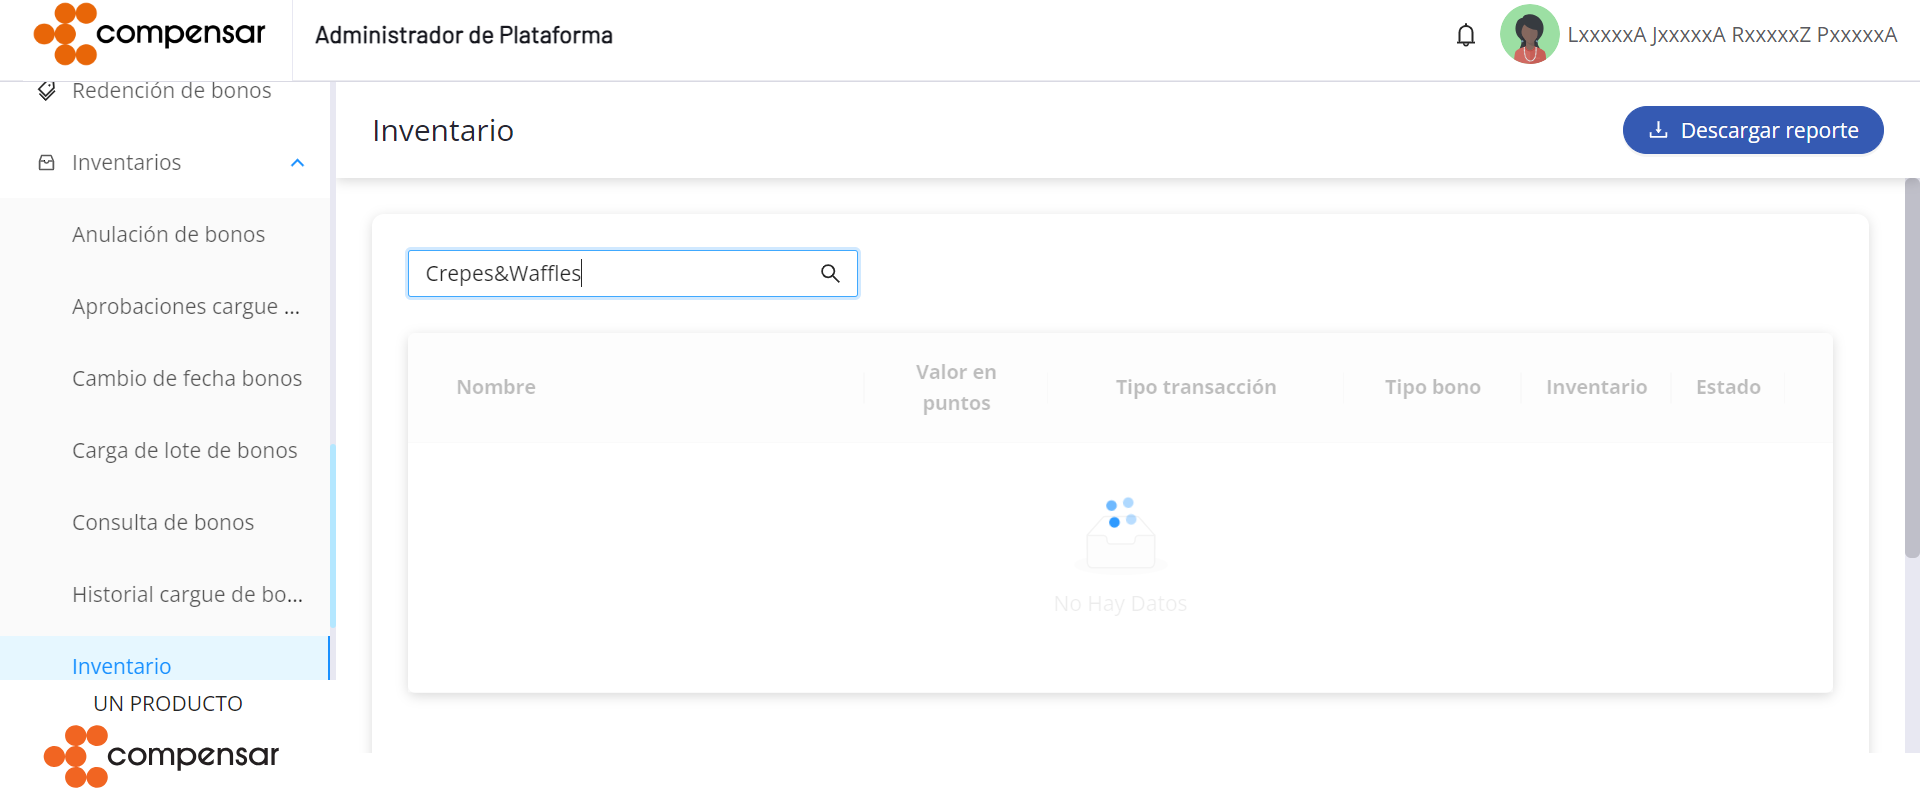 compensar
Administrador de Plataforma
LxxxxxA JxxxxxA RxxxxxZ PxxxxxA
Redención de bonos
Inventarios
Anulación de bonos
Aprobaciones cargue ...
Cambio de fecha bonos
Carga de lote de bonos
Consulta de bonos
Historial cargue de bo...
Inventario
UN PRODUCTO
compensar
Inventario
Descargar reporte
Crepes&Waffles
Nombre
Valor en
puntos
Tipo transacción
Tipo bono
Inventario
Estado
No Hay Datos